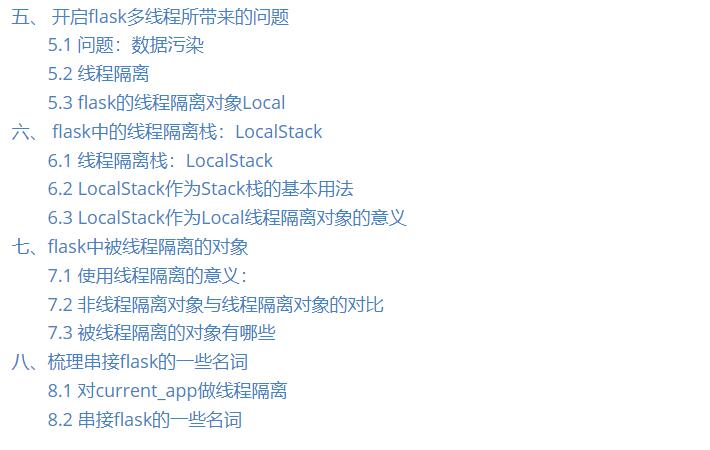 五、 开启flask多线程所带来的问题
5.1 问题：数据污染
5.2 线程隔离
5.3 flask的线程隔离对象Local
六、 flask中的线程隔离栈：LocalStack
6.1 线程隔离栈：LocalStack
6.2 LocalStack作为Stack栈的基本用法
6.3 LocalStack作为Local线程隔离对象的意义
七、flask中被线程隔离的对象
7.1 使用线程隔离的意义：
7.2 非线程隔离对象与线程隔离对象的对比
7.3 被线程隔离的对象有哪些
八、梳理串接flask的一些名词
8.1 对current_app做线程隔离
8.2 串接flask的一些名词